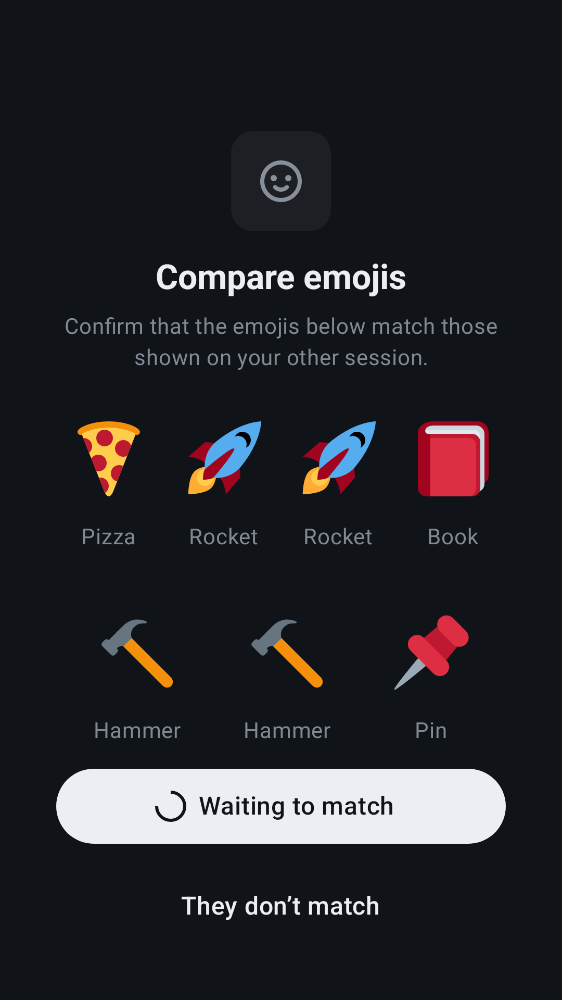 Compare emojis
Confirm that the emojis below match those
shown on your other session.
Pizza Rocket Rocket Book
Hammer Hammer Pin
Waiting to match
They don’t match